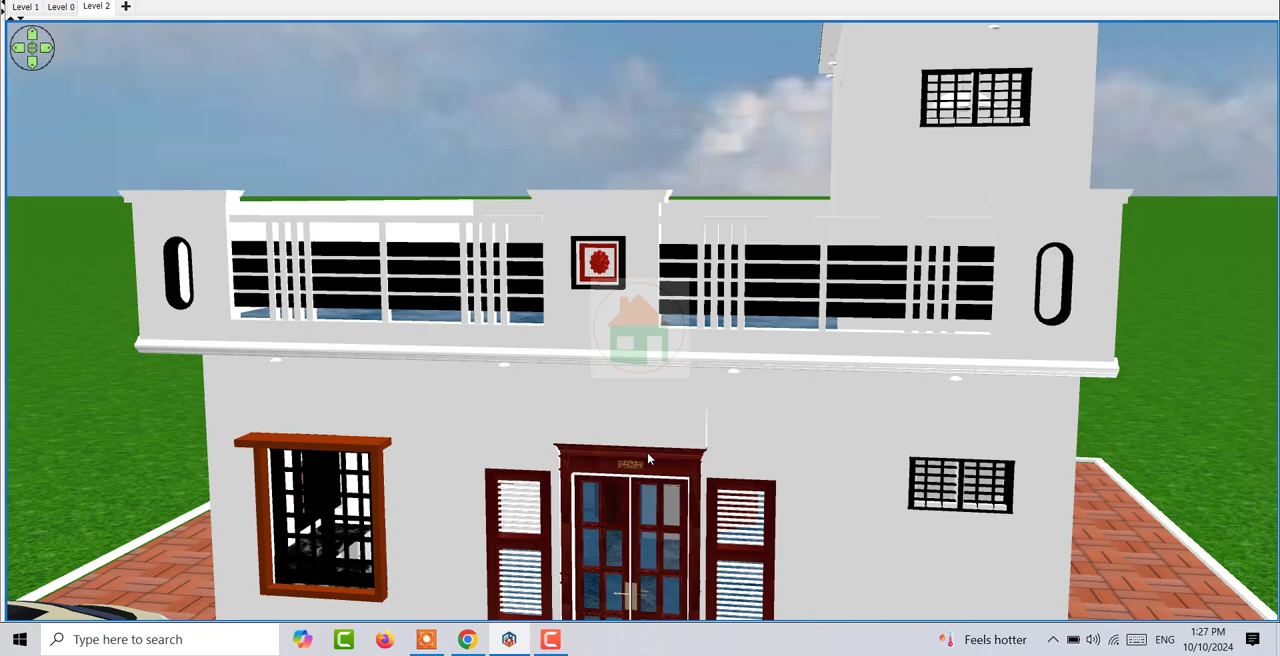 Level 1 Level 0 Level 2
Type here to search
Feels hotter
ENG
1:27 PM
10/10/2024